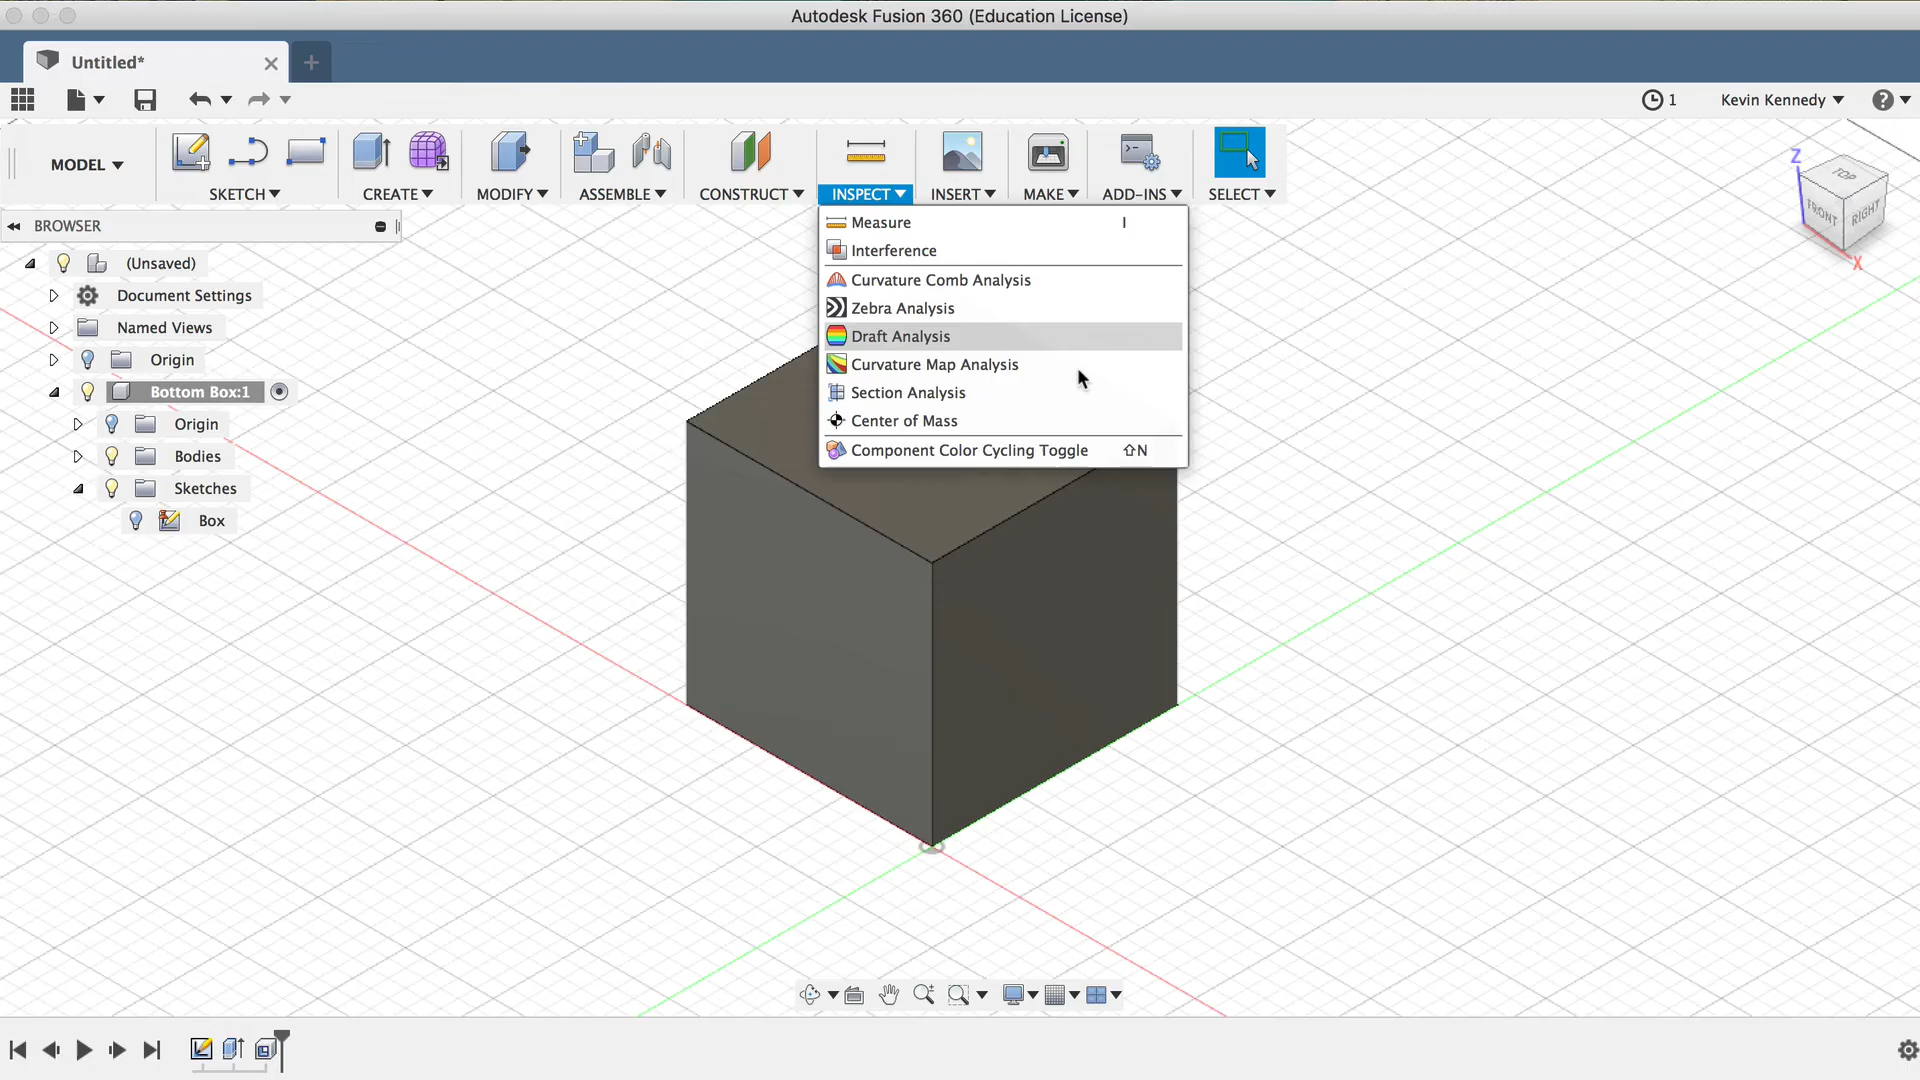 Autodesk Fusion 360 (Education License)
Untitled*
1
Kevin Kennedy
?
MODEL
SKETCH
CREATE
MODIFY
ASSEMBLE
CONSTRUCT
INSPECT
INSERT
MAKE
ADD-INS
SELECT
BROWSER
(Unsaved)
Document Settings
Named Views
Origin
Bottom Box:1
Origin
Bodies
Sketches
Box
Measure I
Interference
Curvature Comb Analysis
Zebra Analysis
Draft Analysis
Curvature Map Analysis
Section Analysis
Center of Mass
Component Color Cycling Toggle ⇧N
Z
TOP
FRONT
RIGHT
X